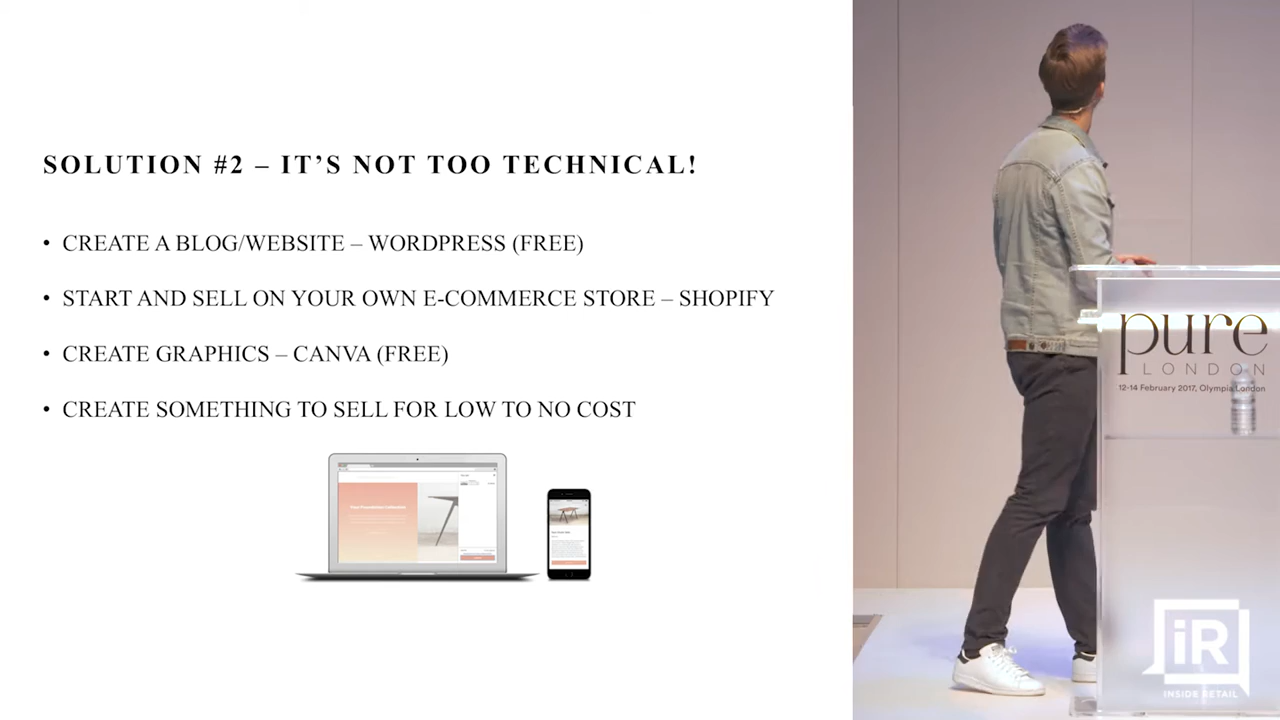 SOLUTION #2 – IT’S NOT TOO TECHNICAL!
• CREATE A BLOG/WEBSITE – WORDPRESS (FREE)
• START AND SELL ON YOUR OWN E-COMMERCE STORE – SHOPIFY
• CREATE GRAPHICS – CANVA (FREE)
• CREATE SOMETHING TO SELL FOR LOW TO NO COST
pure
LONDON
12-14 February 2017, Olympia London
iR
INSIDE RETAIL